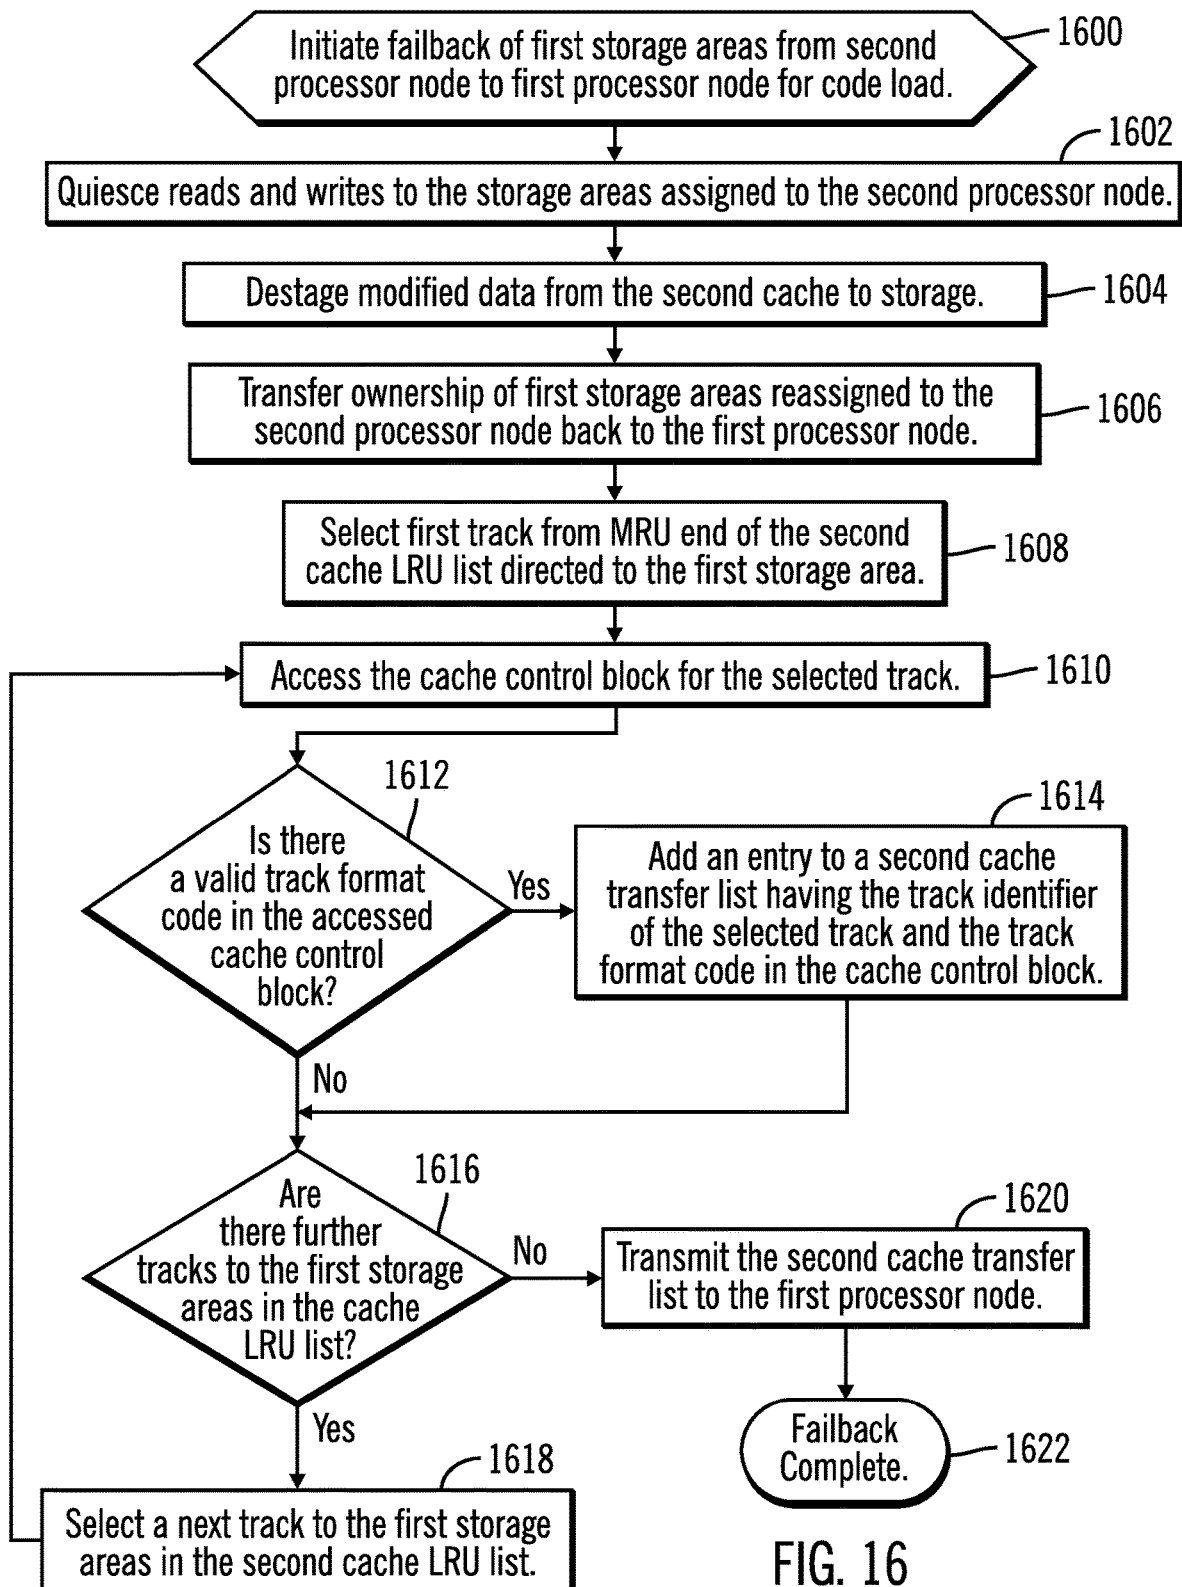 Initiate failback of first storage areas from second
processor node to first processor node for code load.
1600
1602
Quiesce reads and writes to the storage areas assigned to the second processor node.
Destage modified data from the second cache to storage.
1604
Transfer ownership of first storage areas reassigned to the
second processor node back to the first processor node.
1606
Select first track from MRU end of the second
cache LRU list directed to the first storage area.
1608
Access the cache control block for the selected track.
1610
1612
Is there
a valid track format
code in the accessed
cache control
block?
Yes
1614
Add an entry to a second cache
transfer list having the track identifier
of the selected track and the track
format code in the cache control block.
No
1616
Are
there further
tracks to the first storage
areas in the cache
LRU list?
No
1620
Transmit the second cache transfer
list to the first processor node.
Yes
Failback
Complete.
1622
1618
Select a next track to the first storage
areas in the second cache LRU list.
FIG. 16